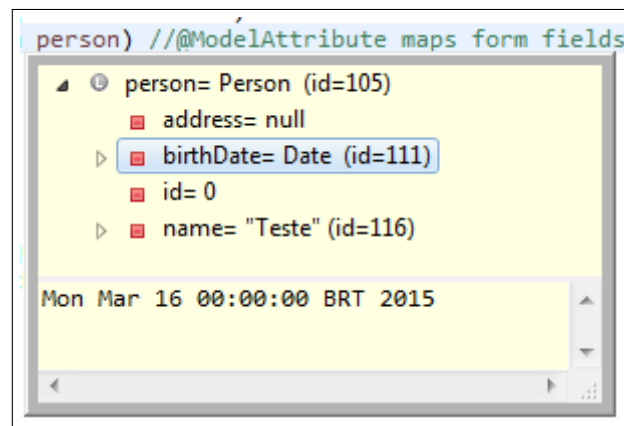 person) //@ModelAttribute maps form fields
person= Person (id=105)
address= null
birthDate= Date (id=111)
id= 0
name= "Teste" (id=116)
Mon Mar 16 00:00:00 BRT 2015